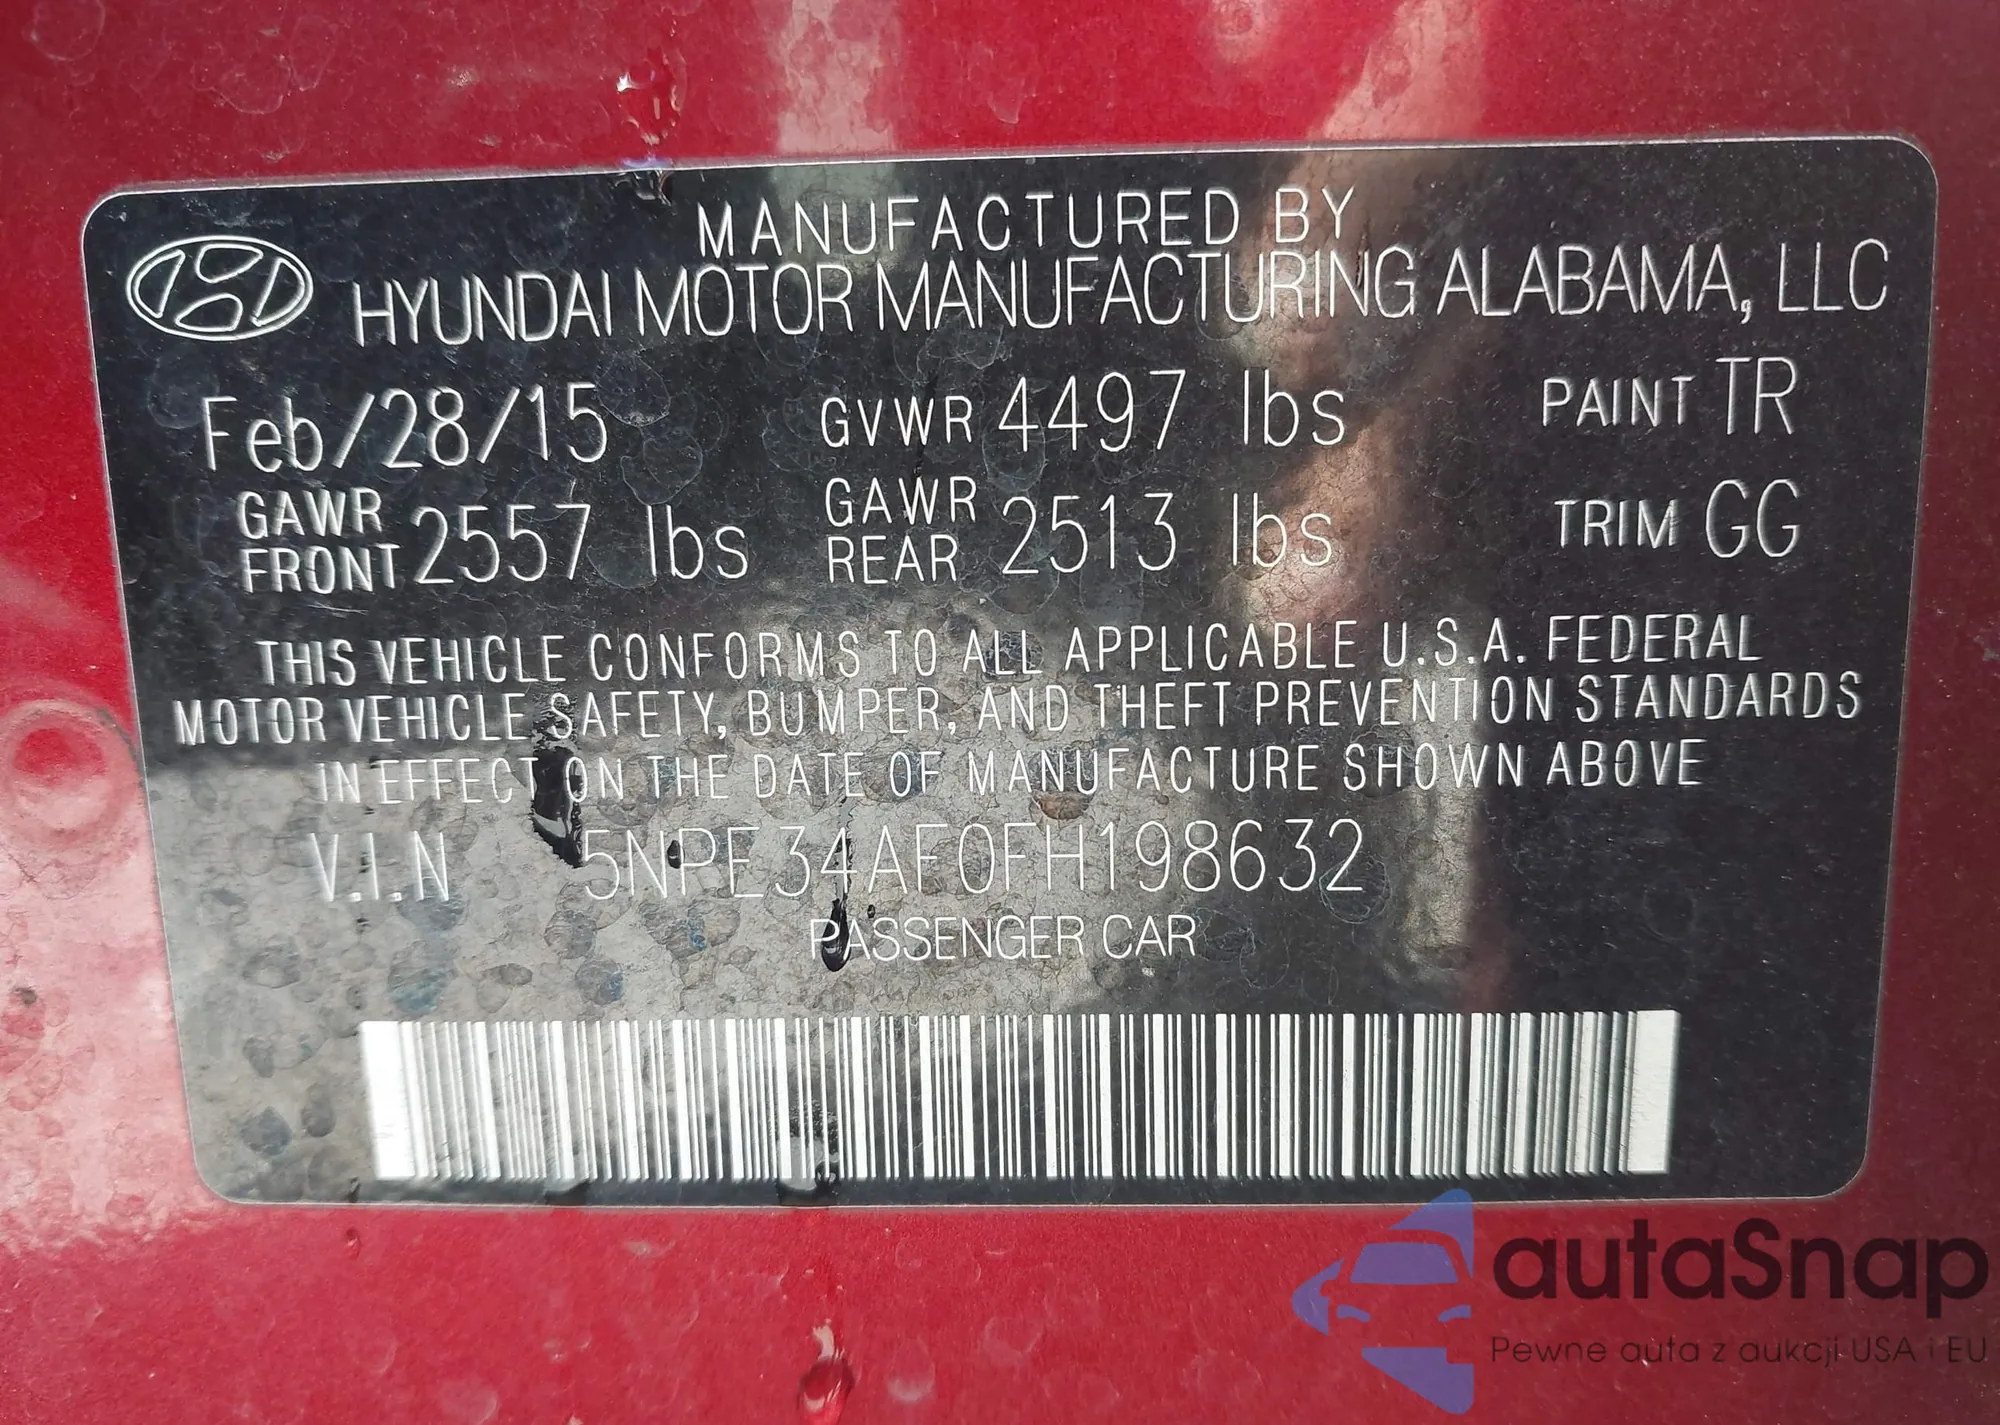 MANUFACTURED BY
HYUNDAI MOTOR MANUFACTURING ALABAMA, LLC
Feb/28/15 GVWR 4497 lbs PAINT TR
GAWR FRONT 2557 lbs GAWR REAR 2513 lbs TRIM GG
THIS VEHICLE CONFORMS TO ALL APPLICABLE U.S.A. FEDERAL
MOTOR VEHICLE SAFETY, BUMPER, AND THEFT PREVENTION STANDARDS
IN EFFECT ON THE DATE OF MANUFACTURE SHOWN ABOVE
V.I.N 5NPE34AF0FH198632
PASSENGER CAR
autaSnap
Pewne auta z aukcji USA i EU